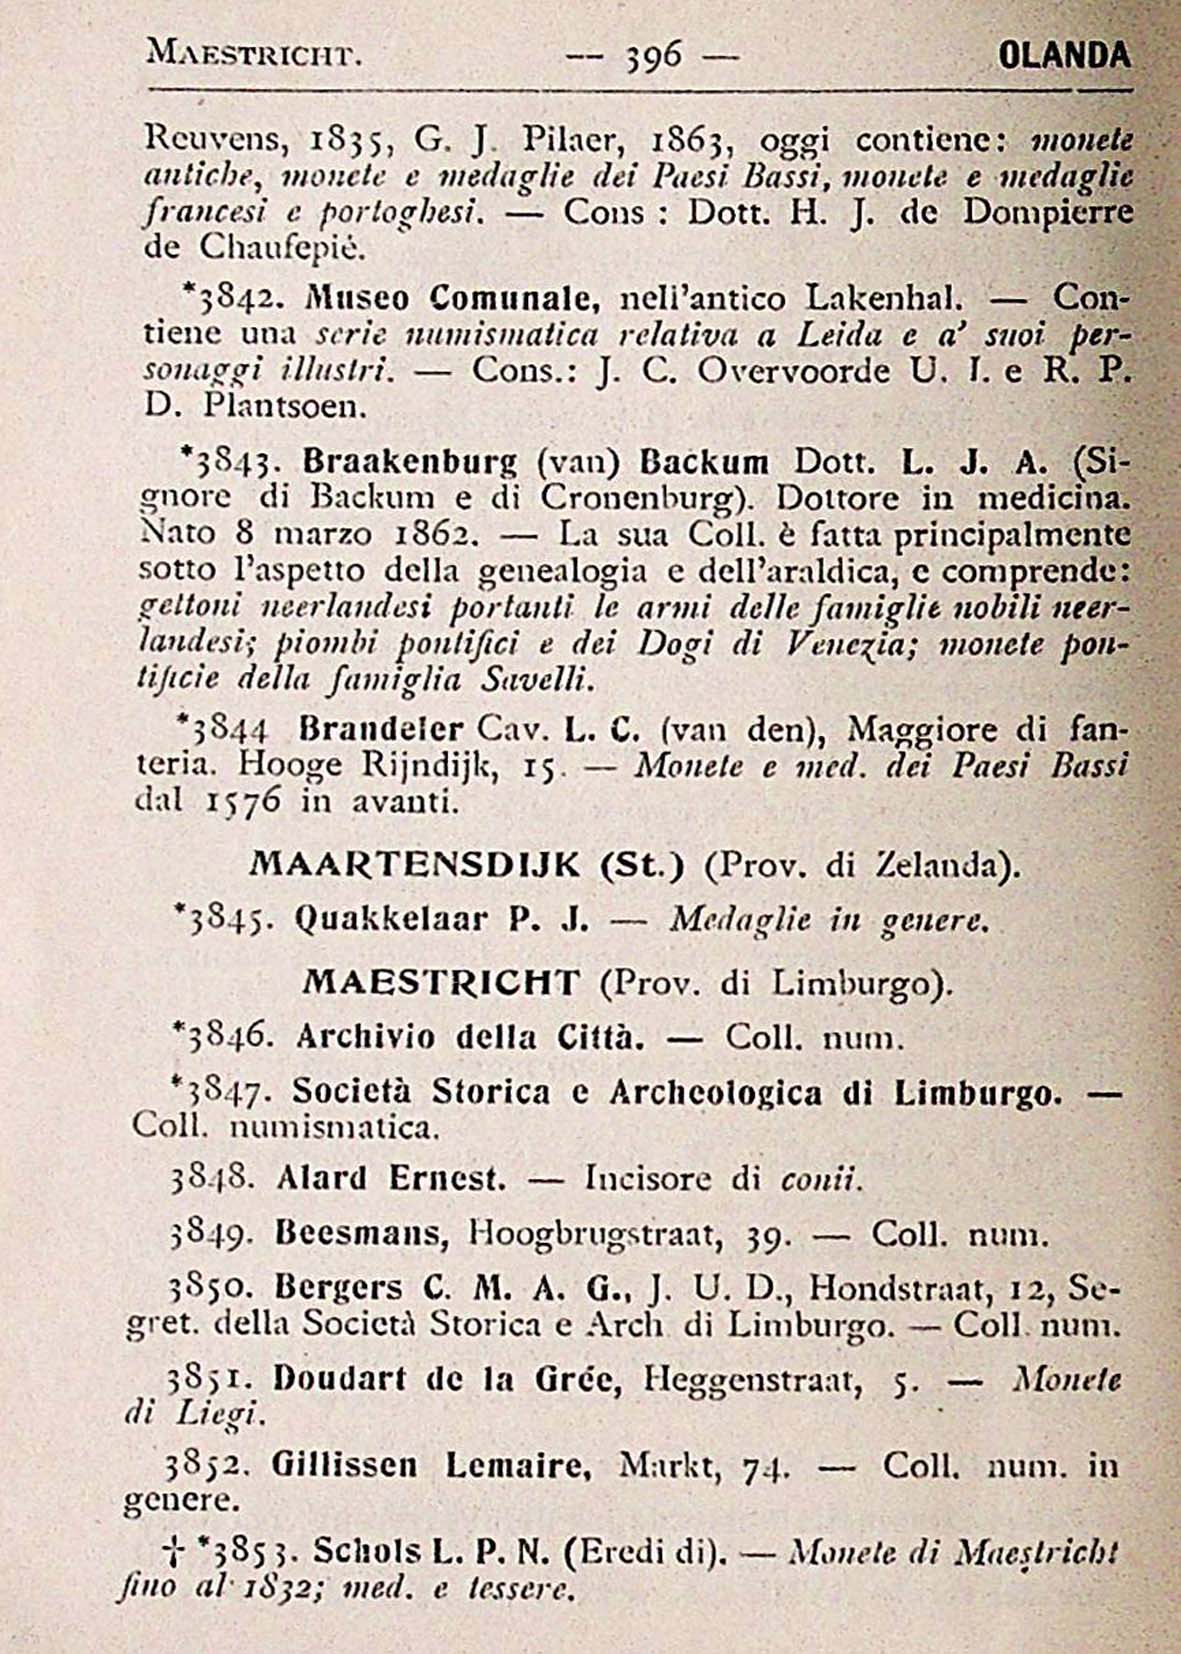 MAESTRICHT. — 396 — OLANDA
Reuvens, 1835, G. J. Pilaer, 1863, oggi contiene: monete
antiche, monete e medaglie dei Paesi Bassi, monete e medaglie
francesi e portoghesi. — Cons : Dott. H. J. de Dompierre
de Chaufepié.
*3842. Museo Comunale, nell'antico Lakenhal. — Con-
tiene una serie numismatica relativa a Leida e a' suoi per-
sonaggi illustri. — Cons.: J. C. Overvoorde U. I. e R. P.
D. Plantsoen.
*3843. Braakenburg (van) Backum Dott. L. J. A. (Si-
gnore di Backum e di Cronenburg). Dottore in medicina.
Nato 8 marzo 1862. — La sua Coll. è fatta principalmente
sotto l'aspetto della genealogia e dell'araldica, e comprende:
gettoni neerlandesi portanti le armi delle famiglie nobili neer-
landesi; piombi pontifici e dei Dogi di Venezia; monete pon-
tificie della famiglia Savelli.
*3844 Brandeler Cav. L. C. (van den), Maggiore di fan-
teria. Hooge Rijndijk, 15. — Monete e med. dei Paesi Bassi
dal 1576 in avanti.
MAARTENSDIJK (St.) (Prov. di Zelanda).
*3845. Quakkelaar P. J. — Medaglie in genere.
MAESTRICHT (Prov. di Limburgo).
*3846. Archivio della Città. — Coll. num.
*3847. Società Storica e Archeologica di Limburgo. —
Coll. numismatica.
3848. Alard Ernest. — Incisore di conii.
3849. Beesmans, Hoogbrugstraat, 39. — Coll. num.
3850. Bergers C. M. A. G., J. U. D., Hondstraat, 12, Se-
gret. della Società Storica e Arch di Limburgo. — Coll. num.
3851. Doudart de la Grée, Heggenstraat, 5. — Monete
di Liegi.
3852. Gillissen Lemaire, Markt, 74. — Coll. num. in
genere.
† *3853. Schols L. P. N. (Eredi di). — Monete di Maestricht
fino al 1832; med. e tessere.